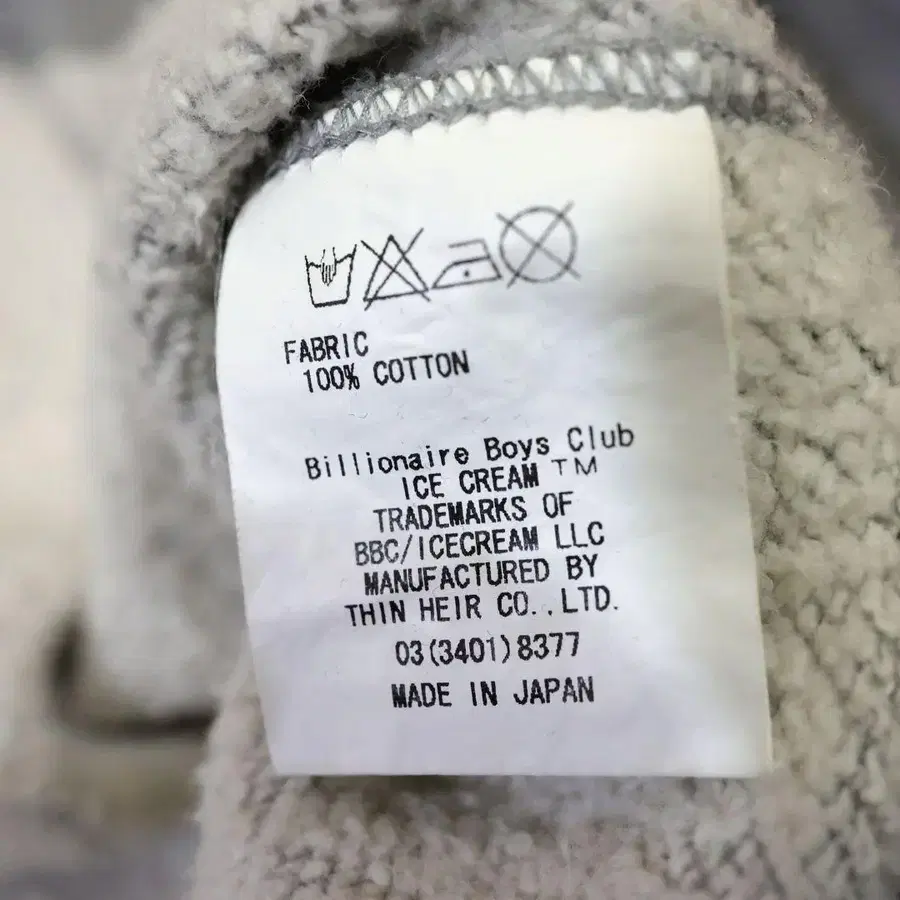 FABRIC
100% COTTON
Billionaire Boys Club
ICE CREAM ™
TRADEMARKS OF
BBC/ICECREAM LLC
MANUFACTURED BY
THIN HEIR CO.,LTD.
03(3401)8377
MADE IN JAPAN